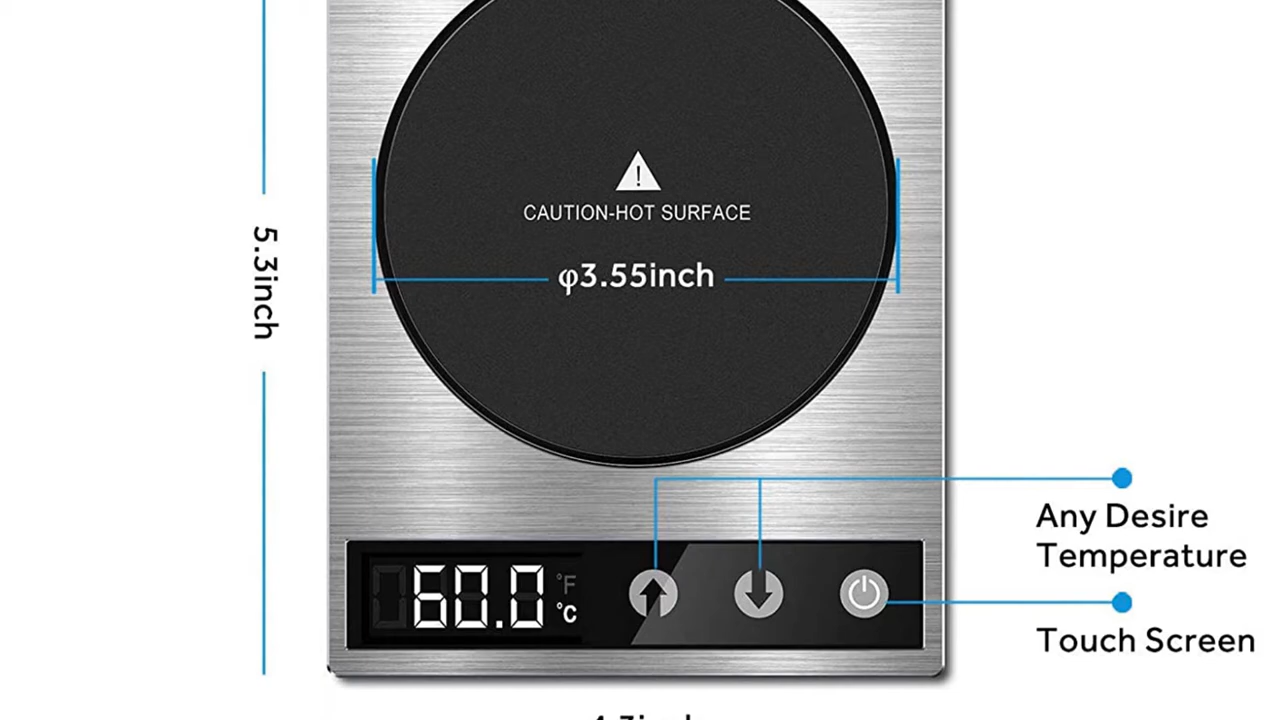 !
CAUTION-HOT SURFACE
φ3.55inch
5.3inch
Any Desire
Temperature
60.0 °F
°C
Touch Screen